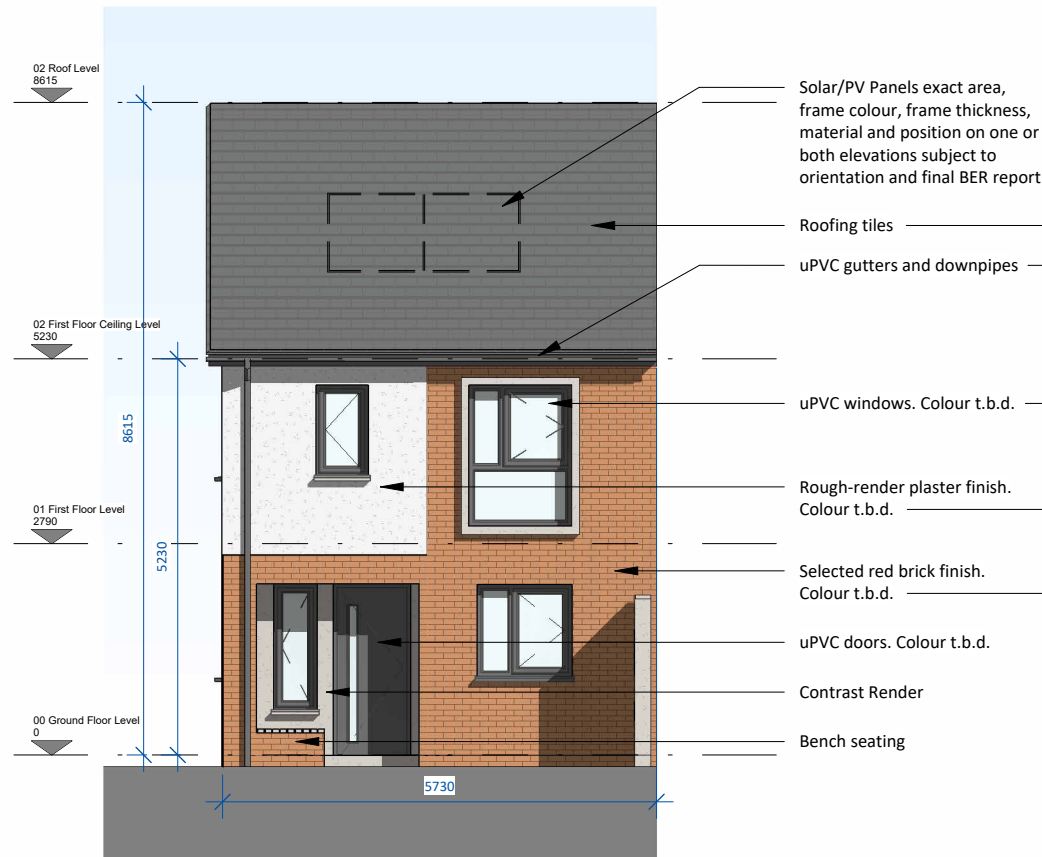 02 Roof Level
8615
Solar/PV Panels exact area,
frame colour, frame thickness,
material and position on one or
both elevations subject to
orientation and final BER report
Roofing tiles
uPVC gutters and downpipes
02 First Floor Ceiling Level
5230
uPVC windows. Colour t.b.d.
8615
Rough-render plaster finish.
Colour t.b.d.
01 First Floor Level
2790
5230
Selected red brick finish.
Colour t.b.d.
uPVC doors. Colour t.b.d.
Contrast Render
00 Ground Floor Level
0
Bench seating
5730